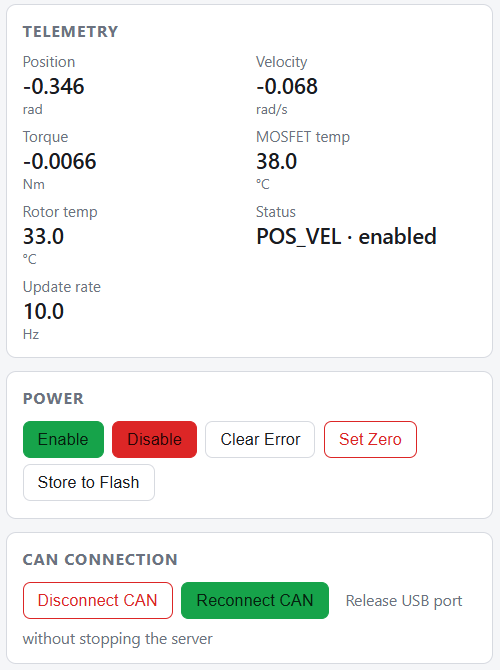 TELEMETRY
Position
-0.346
rad
Velocity
-0.068
rad/s
Torque
-0.0066
Nm
MOSFET temp
38.0
°C
Rotor temp
33.0
°C
Status
POS_VEL · enabled
Update rate
10.0
Hz
POWER
Enable
Disable
Clear Error
Set Zero
Store to Flash
CAN CONNECTION
Disconnect CAN
Reconnect CAN
Release USB port
without stopping the server